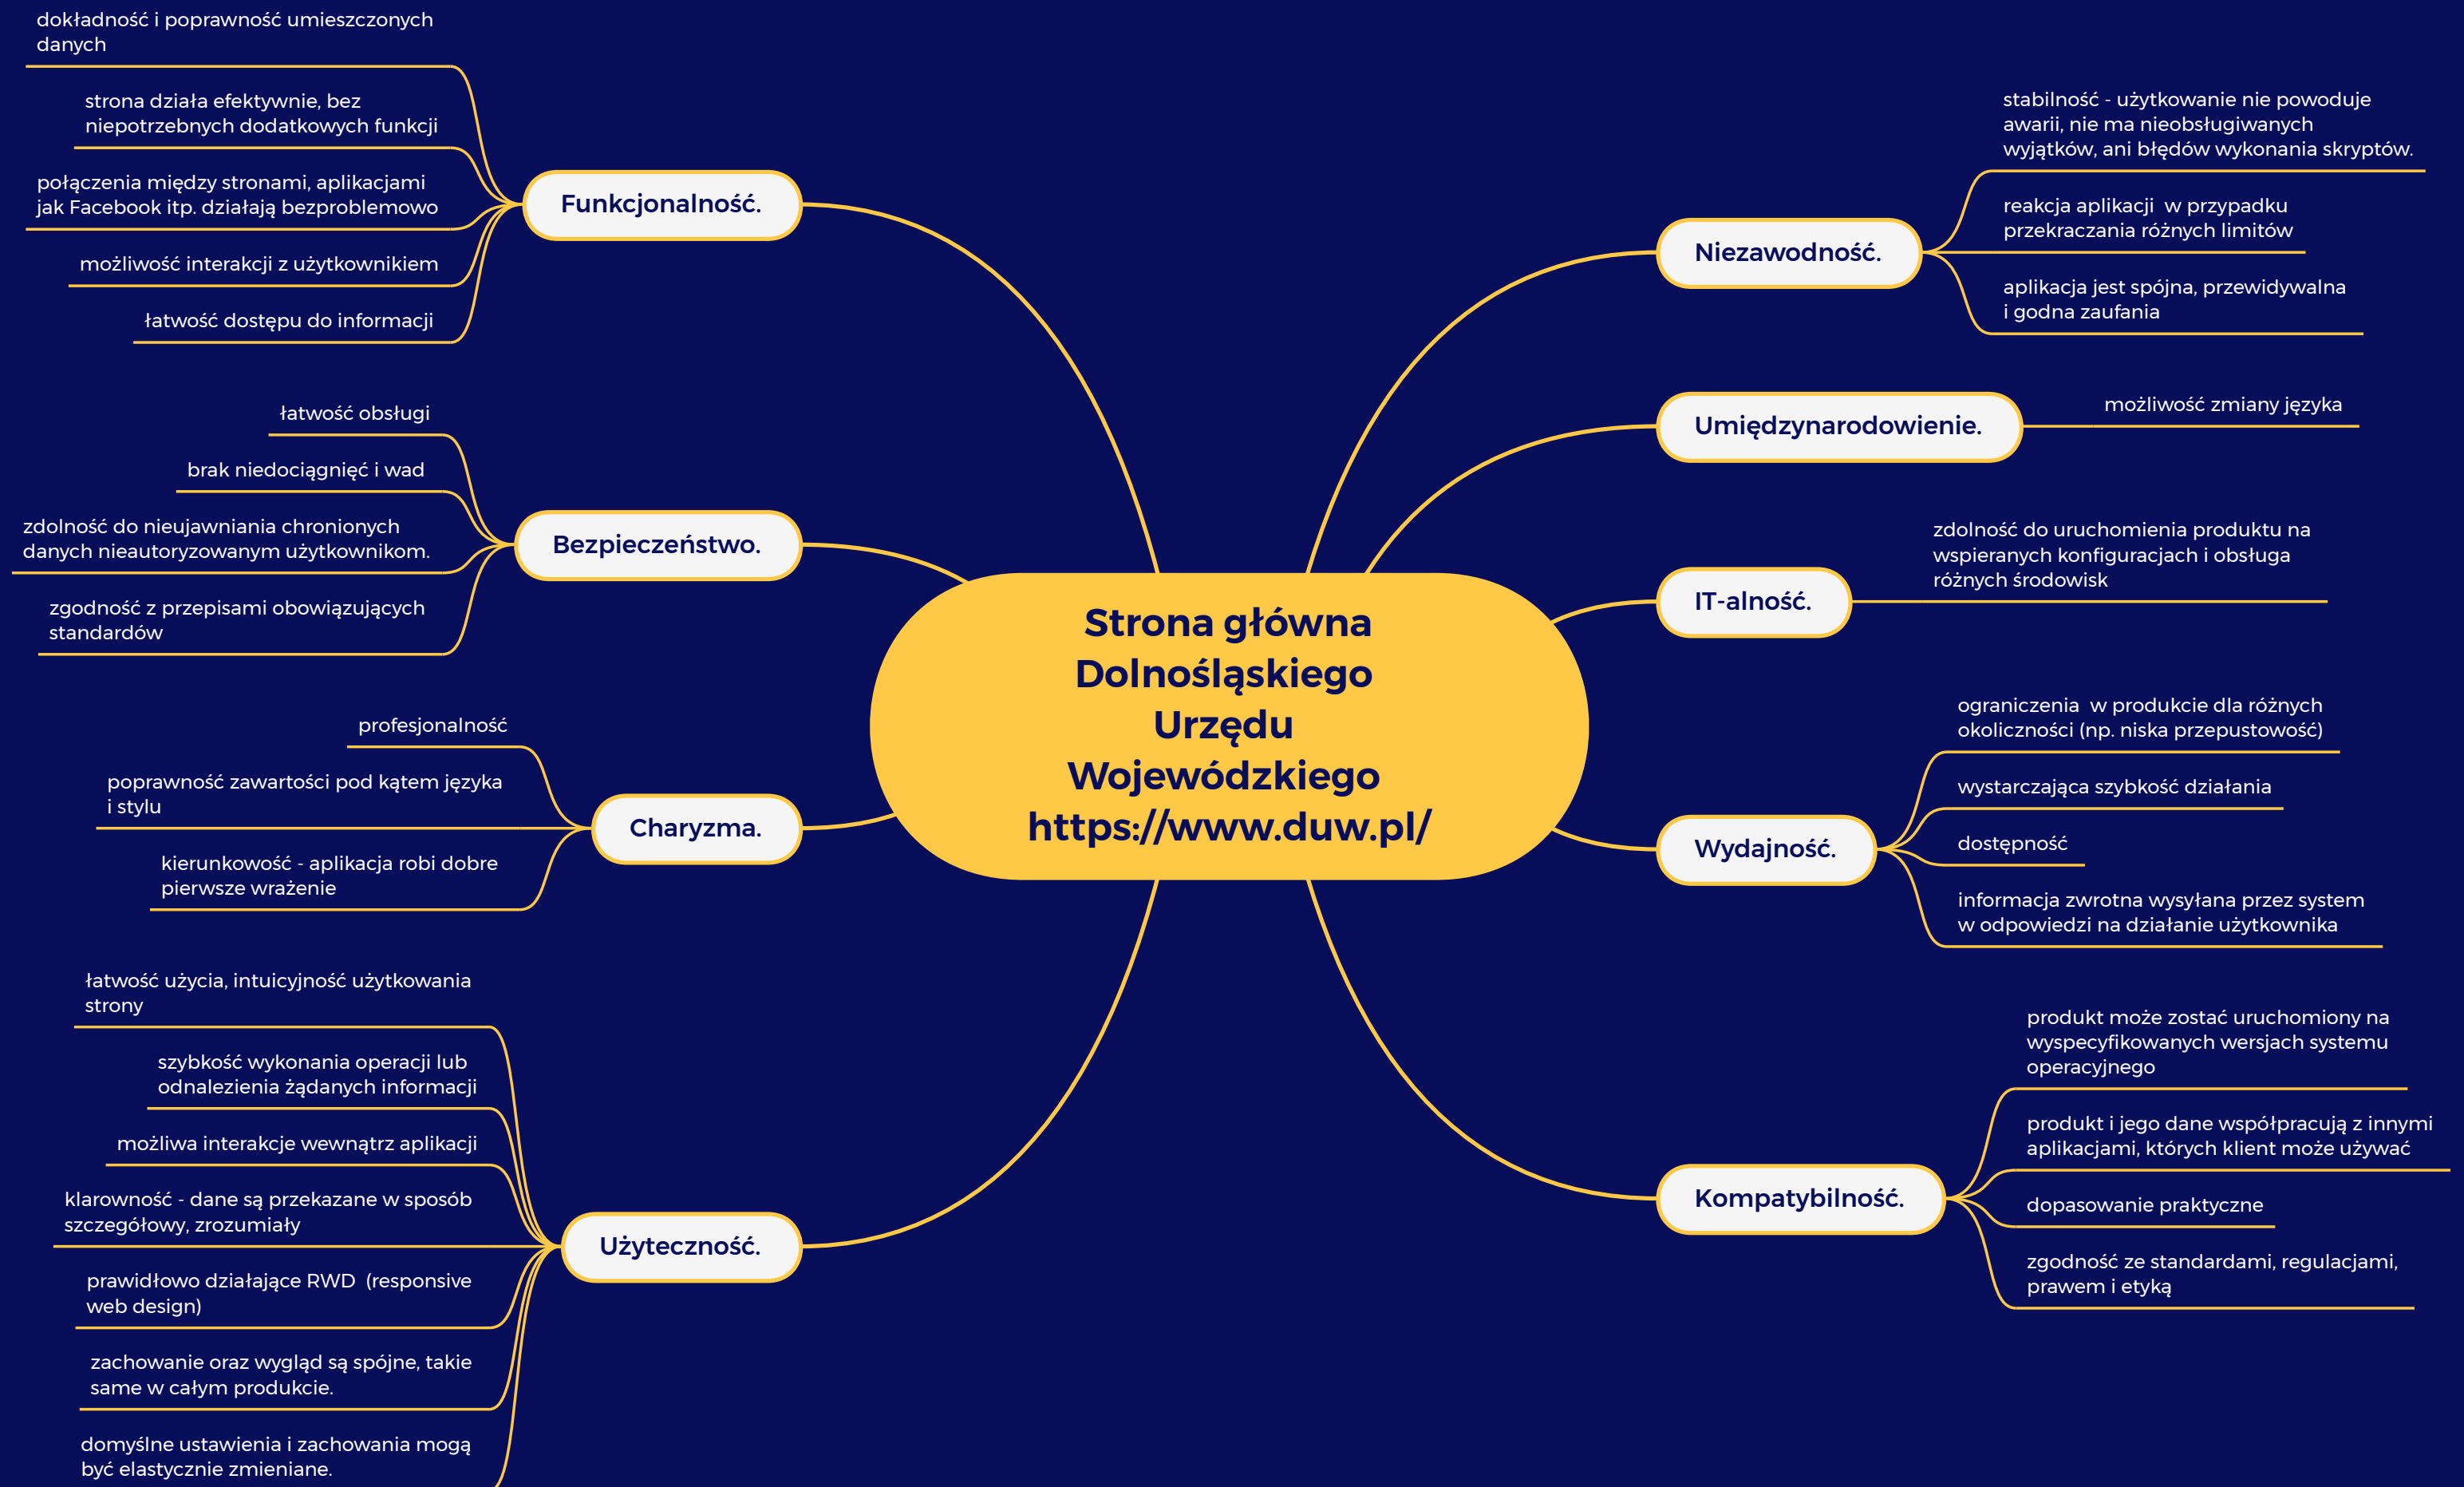 Strona główna
Dolnośląskiego
Urzędu
Wojewódzkiego
https://www.duw.pl/
Funkcjonalność.
dokładność i poprawność umieszczonych
danych
strona działa efektywnie, bez
niepotrzebnych dodatkowych funkcji
połączenia między stronami, aplikacjami
jak Facebook itp. działają bezproblemowo
możliwość interakcji z użytkownikiem
łatwość dostępu do informacji
Bezpieczeństwo.
łatwość obsługi
brak niedociągnięć i wad
zdolność do nieujawniania chronionych
danych nieautoryzowanym użytkownikom.
zgodność z przepisami obowiązujących
standardów
Charyzma.
profesjonalność
poprawność zawartości pod kątem języka
i stylu
kierunkowość - aplikacja robi dobre
pierwsze wrażenie
Użyteczność.
łatwość użycia, intuicyjność użytkowania
strony
szybkość wykonania operacji lub
odnalezienia żądanych informacji
możliwa interakcje wewnątrz aplikacji
klarowność - dane są przekazane w sposób
szczegółowy, zrozumiały
prawidłowo działające RWD (responsive
web design)
zachowanie oraz wygląd są spójne, takie
same w całym produkcie.
domyślne ustawienia i zachowania mogą
być elastycznie zmieniane.
Niezawodność.
stabilność - użytkowanie nie powoduje
awarii, nie ma nieobsługiwanych
wyjątków, ani błędów wykonania skryptów.
reakcja aplikacji w przypadku
przekraczania różnych limitów
aplikacja jest spójna, przewidywalna
i godna zaufania
Umiędzynarodowienie.
możliwość zmiany języka
IT-alność.
zdolność do uruchomienia produktu na
wspieranych konfiguracjach i obsługa
różnych środowisk
Wydajność.
ograniczenia w produkcie dla różnych
okoliczności (np. niska przepustowość)
wystarczająca szybkość działania
dostępność
informacja zwrotna wysyłana przez system
w odpowiedzi na działanie użytkownika
Kompatybilność.
produkt może zostać uruchomiony na
wyspecyfikowanych wersjach systemu
operacyjnego
produkt i jego dane współpracują z innymi
aplikacjami, których klient może używać
dopasowanie praktyczne
zgodność ze standardami, regulacjami,
prawem i etyką